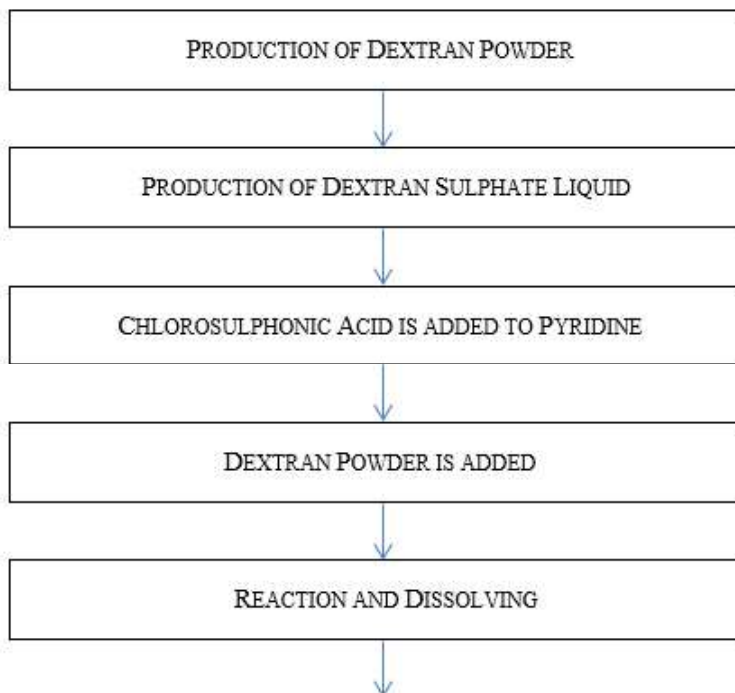 PRODUCTION OF DEXTRAN POWDER
PRODUCTION OF DEXTRAN SULPHATE LIQUID
CHLOROSULPHONIC ACID IS ADDED TO PYRIDINE
DEXTRAN POWDER IS ADDED
REACTION AND DISSOLVING